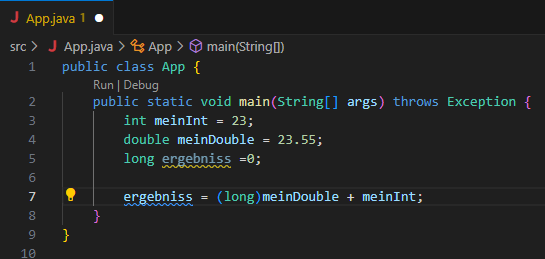 J App.java 1 ●
src > J App.java > App > main(String[])
1 public class App {
Run | Debug
2     public static void main(String[] args) throws Exception {
3         int meinInt = 23;
4         double meinDouble = 23.55;
5         long ergebniss =0;
6
7         ergebniss = (long)meinDouble + meinInt;
8     }
9 }
10